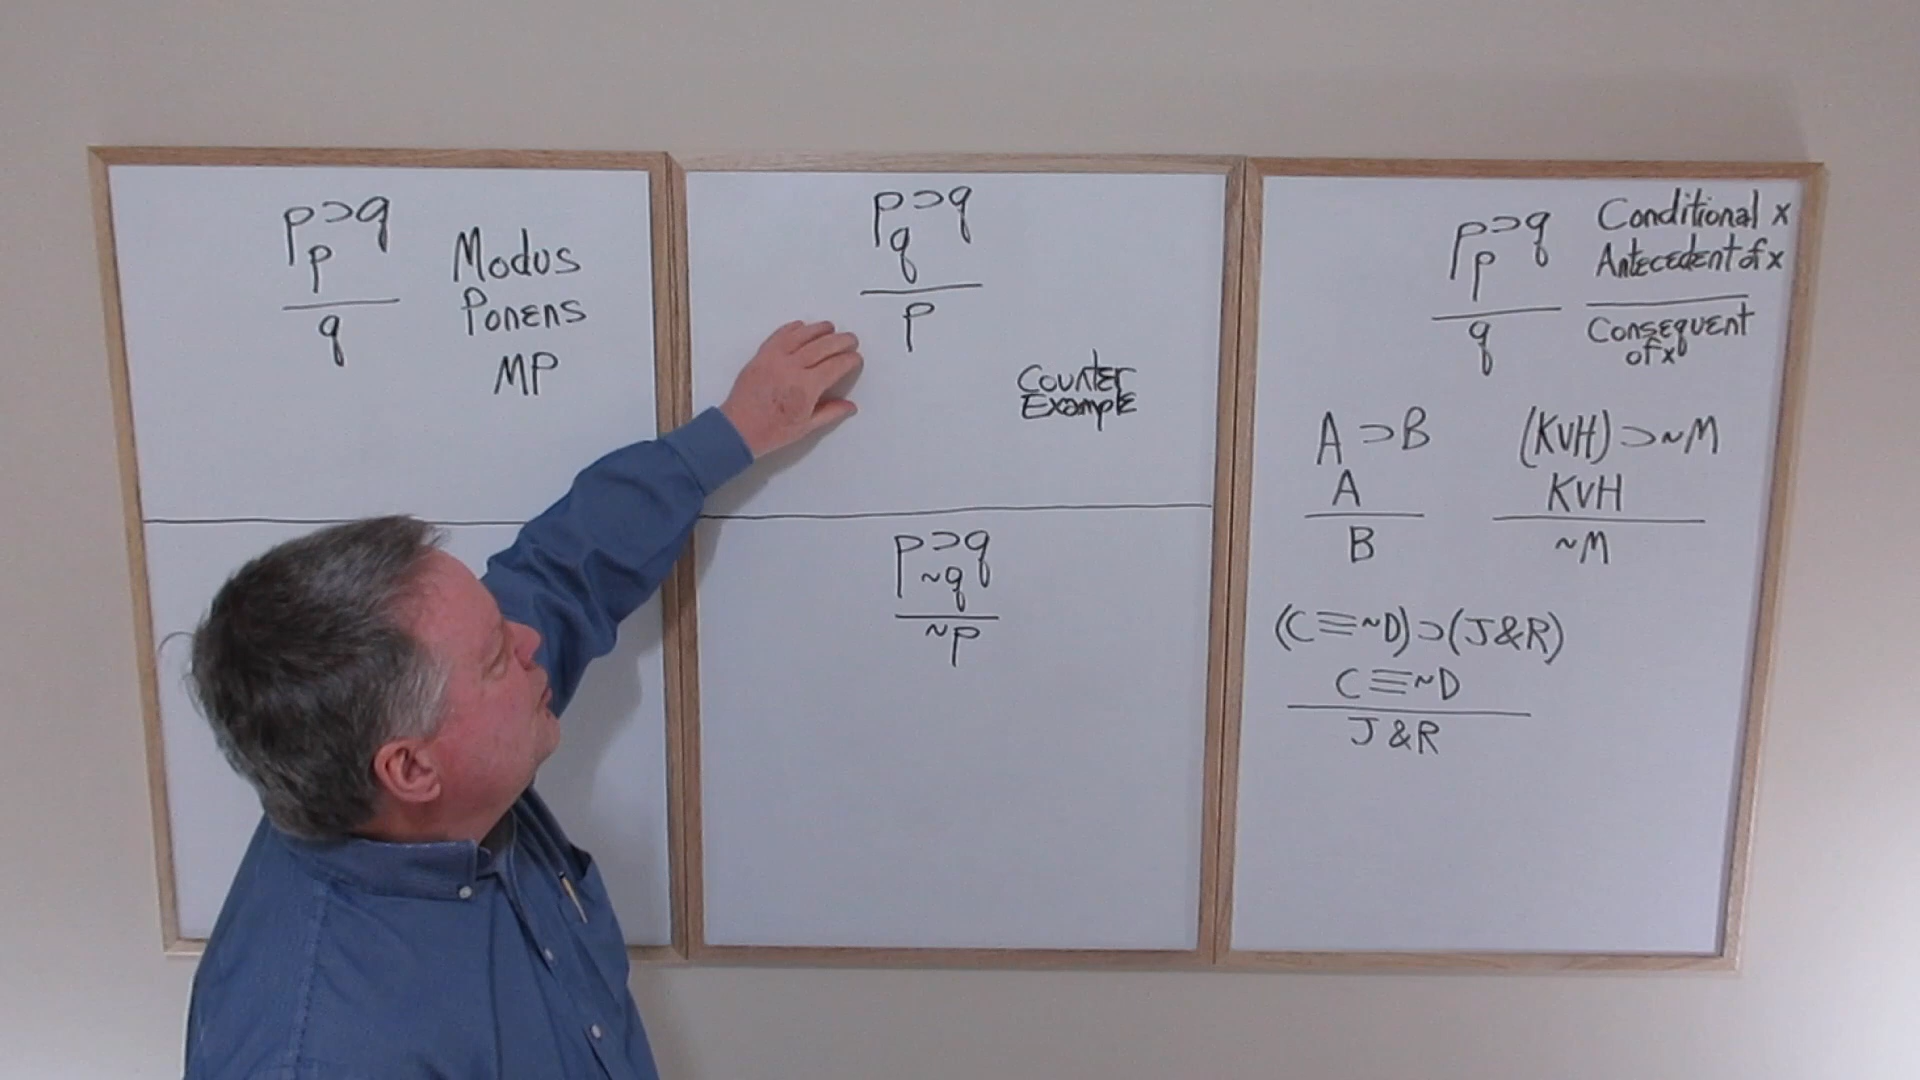 p⊃q
p
q
Modus
Ponens
MP
p⊃q
q
p
Counter
Example
p⊃q
~q
~p
p⊃q
p
q
Conditional x
Antecedent of x
Consequent
of x
A⊃B
A
B
(KvH)⊃~M
KvH
~M
(C≡~D)⊃(J&R)
C≡~D
J&R